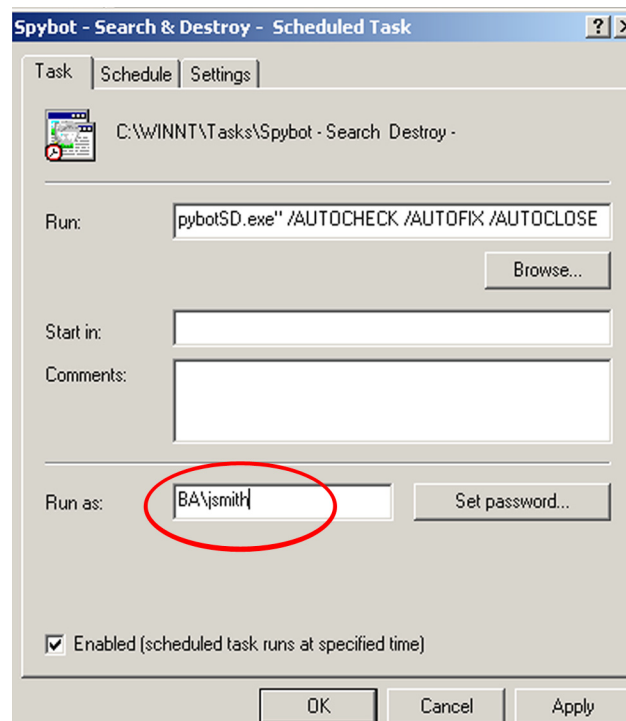 Spybot - Search & Destroy - Scheduled Task
Task Schedule Settings
C:\WINNT\Tasks\Spybot - Search Destroy -
Run: pybotSD.exe" /AUTOCHECK /AUTOFIX /AUTOCLOSE
Browse...
Start in:
Comments:
Run as: BA\jsmith Set password...
Enabled (scheduled task runs at specified time)
OK Cancel Apply